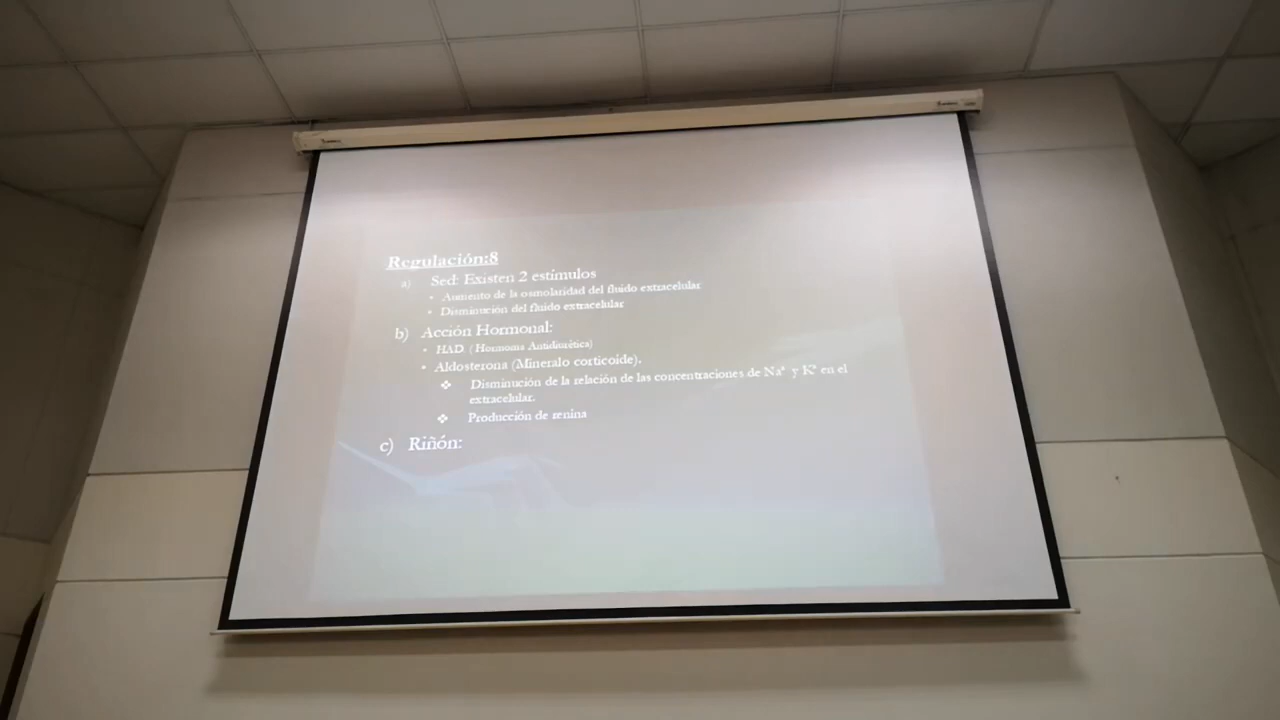 Regulación:8
a) Sed: Existen 2 estímulos
• Aumento de la osmolaridad del fluido extracelular
• Disminución del fluido extracelular
b) Acción Hormonal:
• HAD. ( Hormona Antidiurética)
• Aldosterona (Mineralo corticoide).
❖ Disminución de la relación de las concentraciones de Na⁺ y K⁺ en el
extracelular.
❖ Producción de renina
c) Riñón: